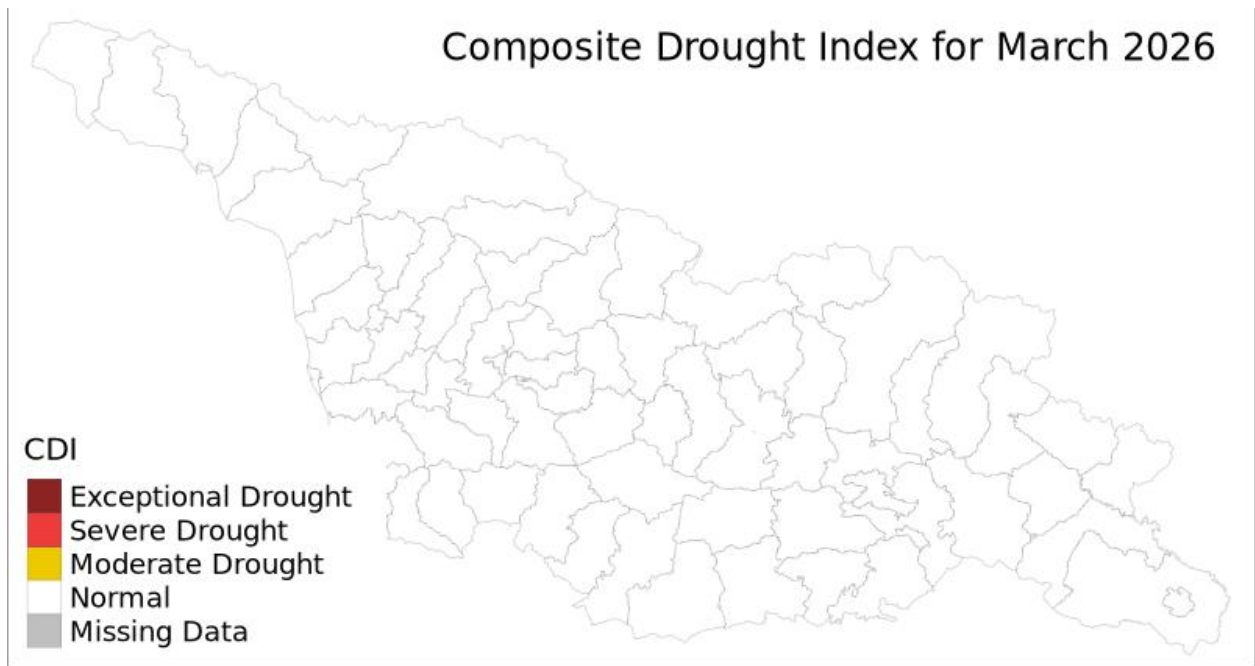 Composite Drought Index for March 2026
CDI
Exceptional Drought
Severe Drought
Moderate Drought
Normal
Missing Data